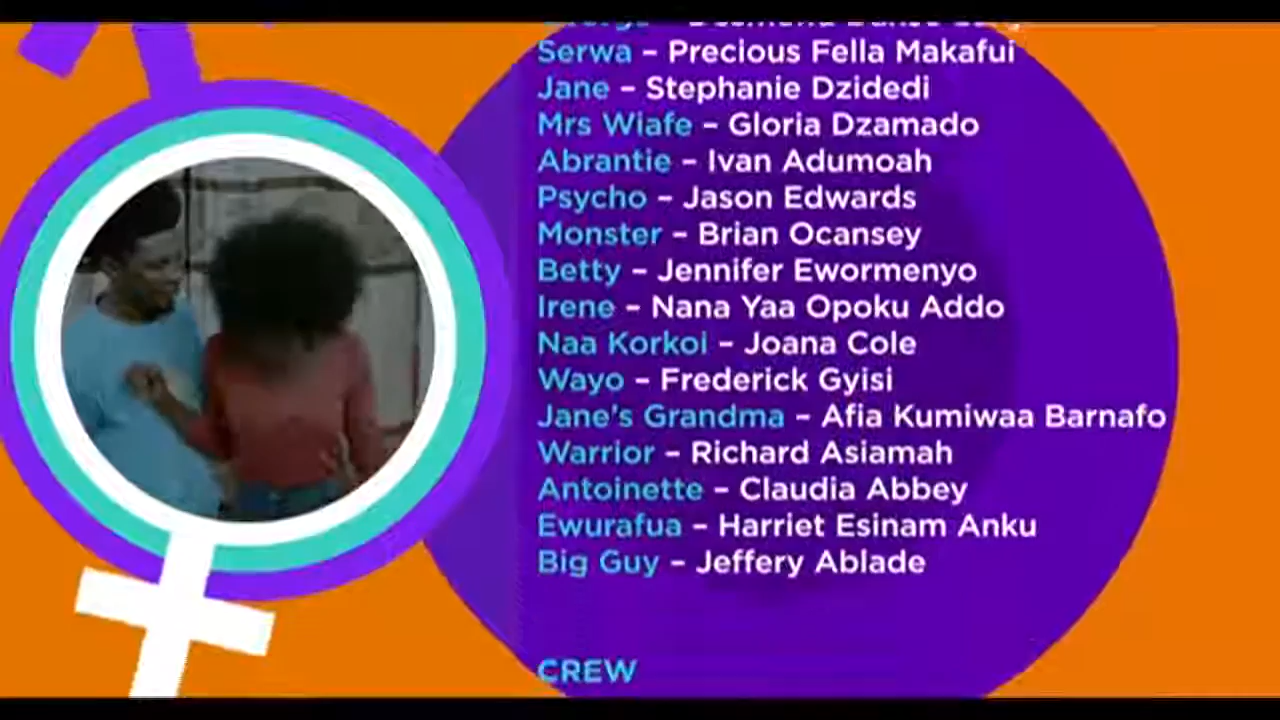 Serwa – Precious Fella Makafui
Jane – Stephanie Dzidedi
Mrs Wiafe – Gloria Dzamado
Abrantie – Ivan Adumoah
Psycho – Jason Edwards
Monster – Brian Ocansey
Betty – Jennifer Ewormenyo
Irene – Nana Yaa Opoku Addo
Naa Korkoi – Joana Cole
Wayo – Frederick Gyisi
Jane's Grandma – Afia Kumiwaa Barnafo
Warrior – Richard Asiamah
Antoinette – Claudia Abbey
Ewurafua – Harriet Esinam Anku
Big Guy – Jeffery Ablade
CREW